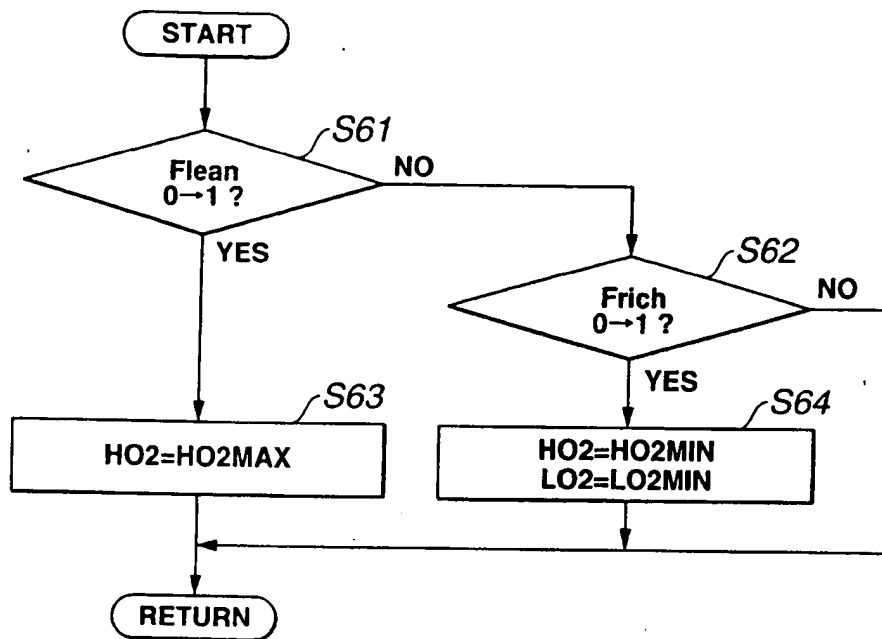 START
S61
Flean
0→1 ?
NO
YES
S62
Frich
0→1 ?
NO
YES
S63
HO2=HO2MAX
S64
HO2=HO2MIN
LO2=LO2MIN
RETURN